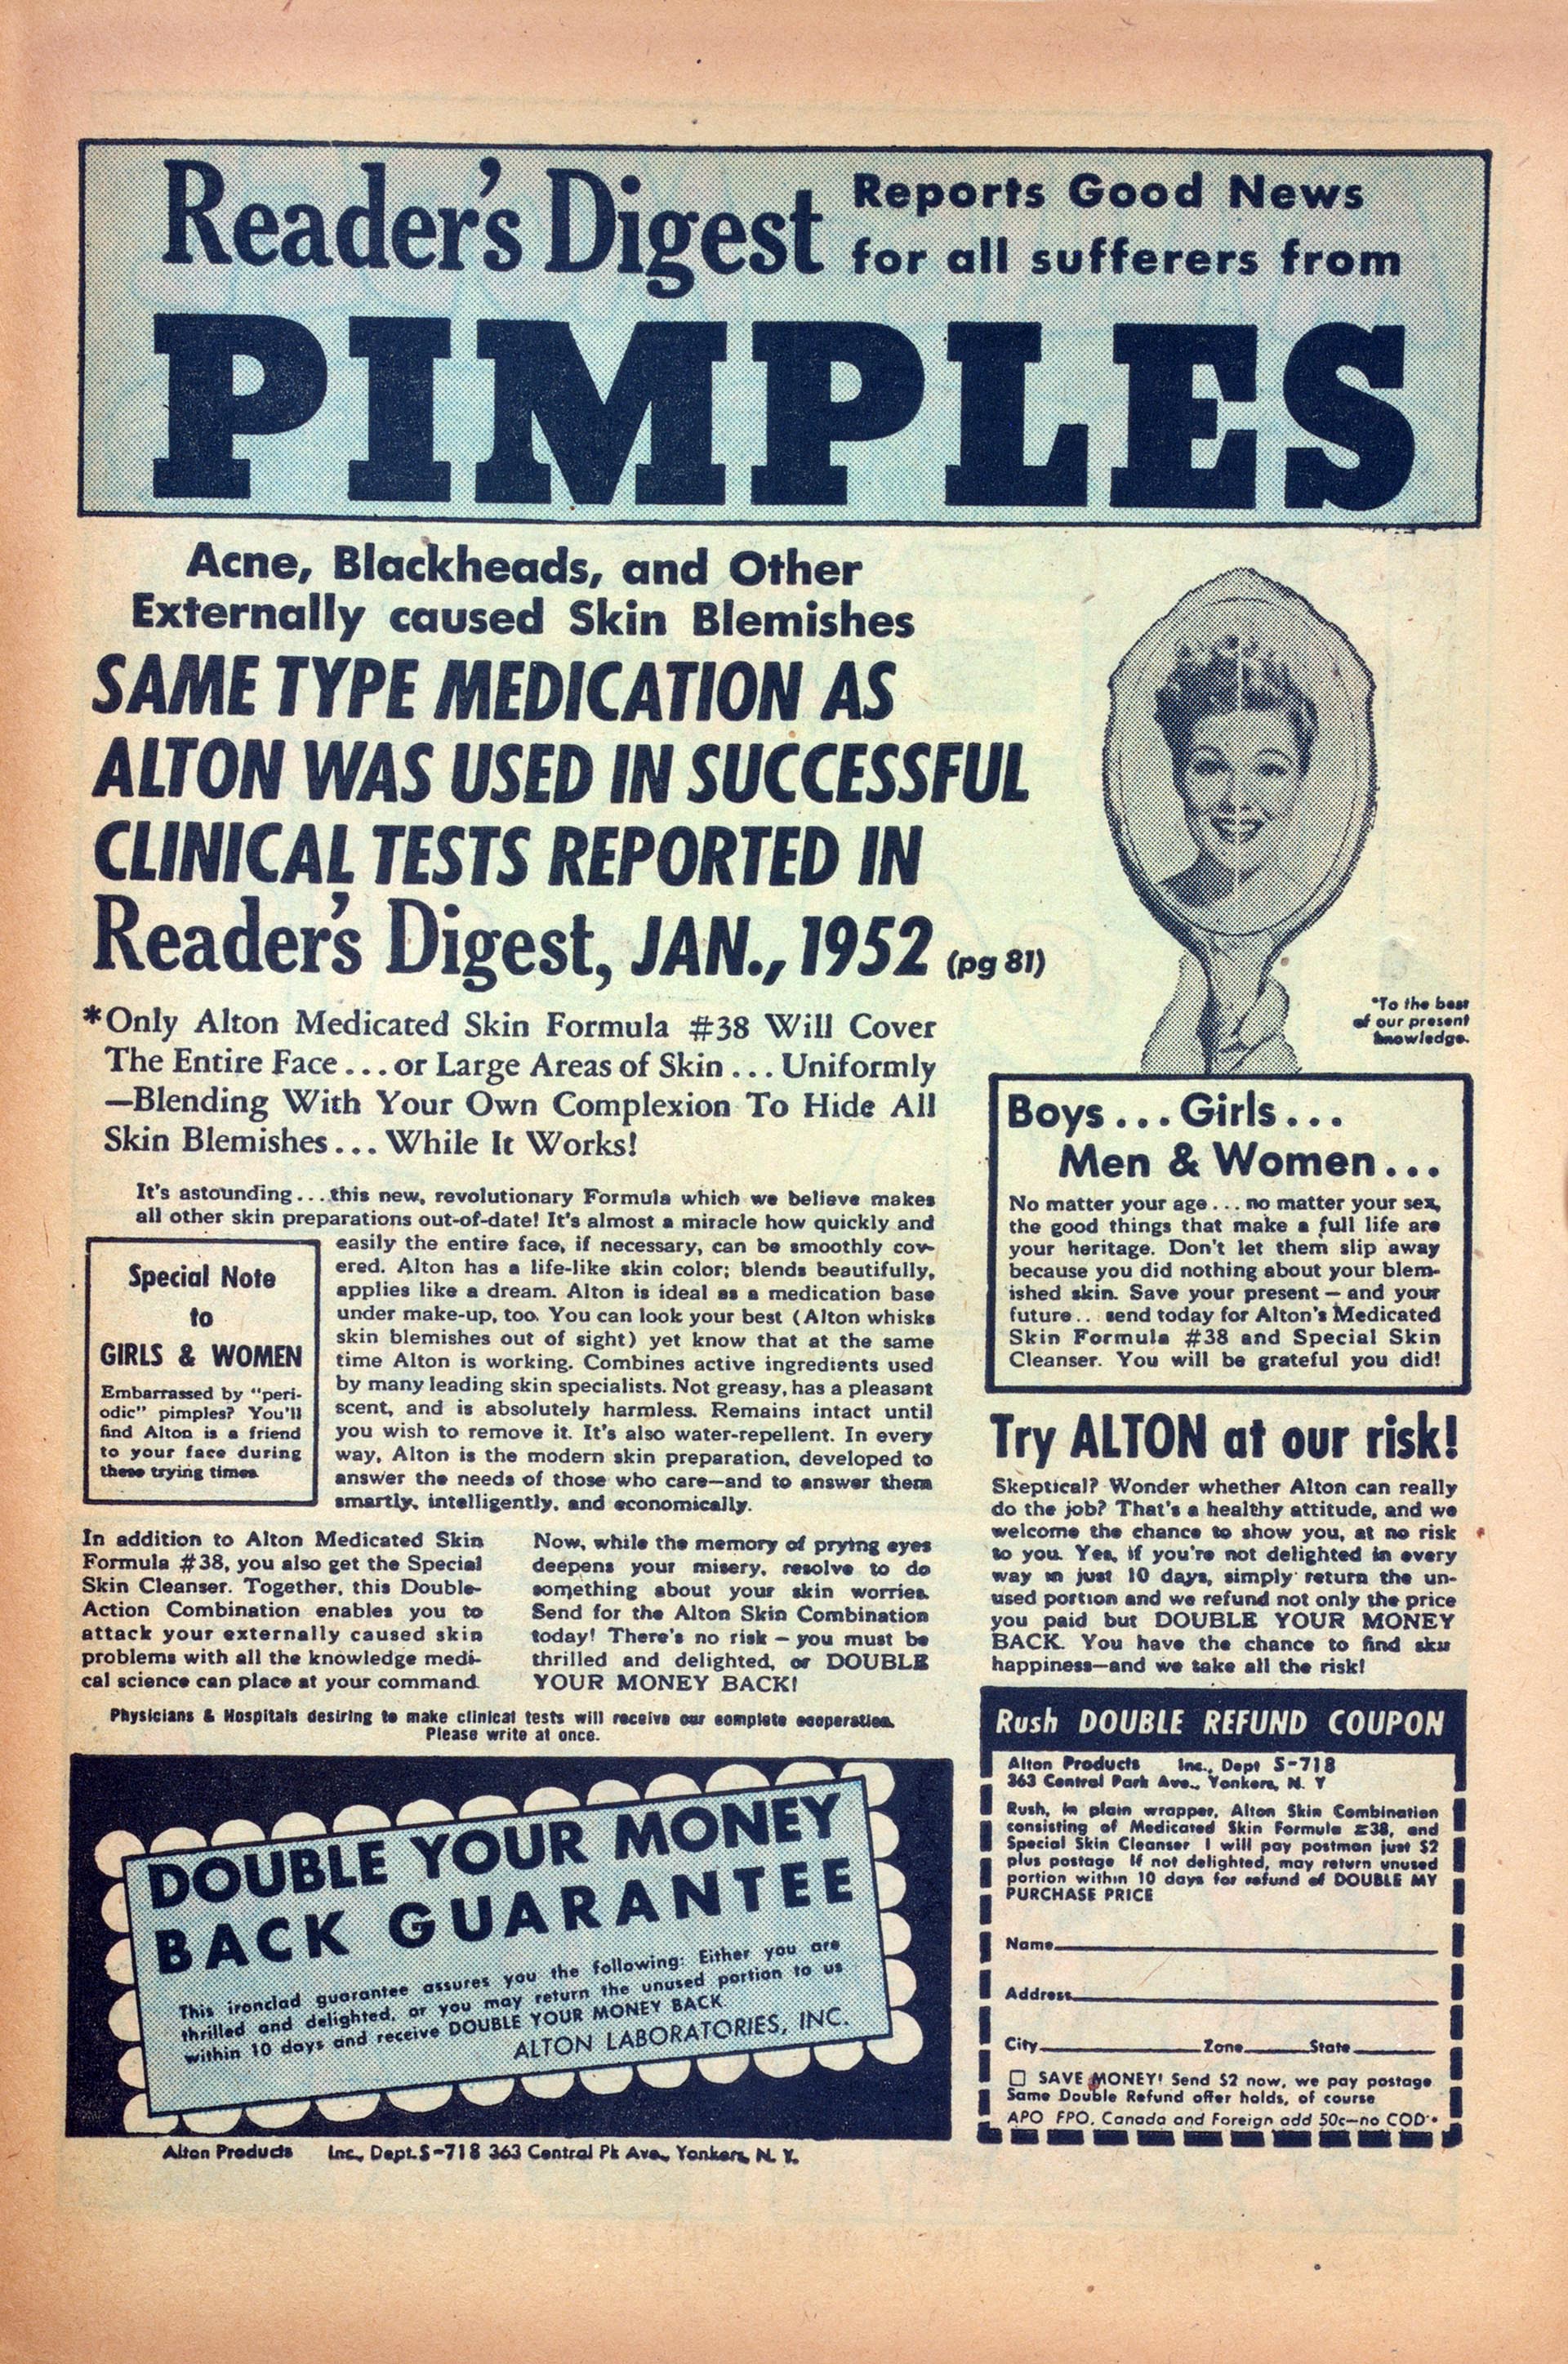 Reader's Digest Reports Good News
for all sufferers from
PIMPLES
Acne, Blackheads, and Other
Externally caused Skin Blemishes
SAME TYPE MEDICATION AS
ALTON WAS USED IN SUCCESSFUL
CLINICAL TESTS REPORTED IN
Reader's Digest, JAN., 1952 (pg 81)
*Only Alton Medicated Skin Formula #38 Will Cover
The Entire Face...or Large Areas of Skin... Uniformly
—Blending With Your Own Complexion To Hide All
Skin Blemishes... While It Works!
It's astounding...this new, revolutionary Formula which we believe makes
all other skin preparations out-of-date! It's almost a miracle how quickly and
easily the entire face, if necessary, can be smoothly cov-
ered. Alton has a life-like skin color; blends beautifully,
applies like a dream. Alton is ideal as a medication base
under make-up, too. You can look your best (Alton whisks
skin blemishes out of sight) yet know that at the same
time Alton is working. Combines active ingredients used
by many leading skin specialists. Not greasy, has a pleasant
scent, and is absolutely harmless. Remains intact until
you wish to remove it. It's also water-repellent. In every
way, Alton is the modern skin preparation, developed to
answer the needs of those who care—and to answer them
smartly, intelligently, and economically.
Special Note
to
GIRLS & WOMEN
Embarrassed by "peri-
odic" pimples? You'll
find Alton is a friend
to your face during
these trying times
In addition to Alton Medicated Skin
Formula #38, you also get the Special
Skin Cleanser. Together, this Double-
Action Combination enables you to
attack your externally caused skin
problems with all the knowledge medi-
cal science can place at your command.
Now, while the memory of prying eyes
deepens your misery, resolve to do
something about your skin worries.
Send for the Alton Skin Combination
today! There's no risk — you must be
thrilled and delighted, or DOUBLE
YOUR MONEY BACK!
Physicians & Hospitals desiring to make clinical tests will receive our complete cooperation.
Please write at once.
DOUBLE YOUR MONEY
BACK GUARANTEE
This ironclad guarantee assures you the following: Either you are
thrilled and delighted, or you may return the unused portion to us
within 10 days and receive DOUBLE YOUR MONEY BACK.
ALTON LABORATORIES, INC.
Alton Products Inc., Dept. S-718 363 Central Pk Ave., Yonkers, N. Y.
*To the best
of our present
knowledge.
Boys... Girls...
Men & Women...
No matter your age...no matter your sex,
the good things that make a full life are
your heritage. Don't let them slip away
because you did nothing about your blem-
ished skin. Save your present — and your
future.. send today for Alton's Medicated
Skin Formula #38 and Special Skin
Cleanser. You will be grateful you did!
Try ALTON at our risk!
Skeptical? Wonder whether Alton can really
do the job? That's a healthy attitude, and we
welcome the chance to show you, at no risk
to you. Yes, if you're not delighted in every
way in just 10 days, simply return the un-
used portion and we refund not only the price
you paid but DOUBLE YOUR MONEY
BACK. You have the chance to find
happiness—and we take all the risk!
Rush DOUBLE REFUND COUPON
Alton Products Inc., Dept S-718
363 Central Park Ave., Yonkers, N. Y
Rush, in plain wrapper, Alton Skin Combination
consisting of Medicated Skin Formula #38, and
Special Skin Cleanser I will pay postman just $2
plus postage If not delighted, may return unused
portion within 10 days for refund of DOUBLE MY
PURCHASE PRICE
Name
Address
City Zone State
SAVE MONEY! Send $2 now, we pay postage
Same Double Refund offer holds, of course
APO FPO, Canada and Foreign add 50c—no COD's